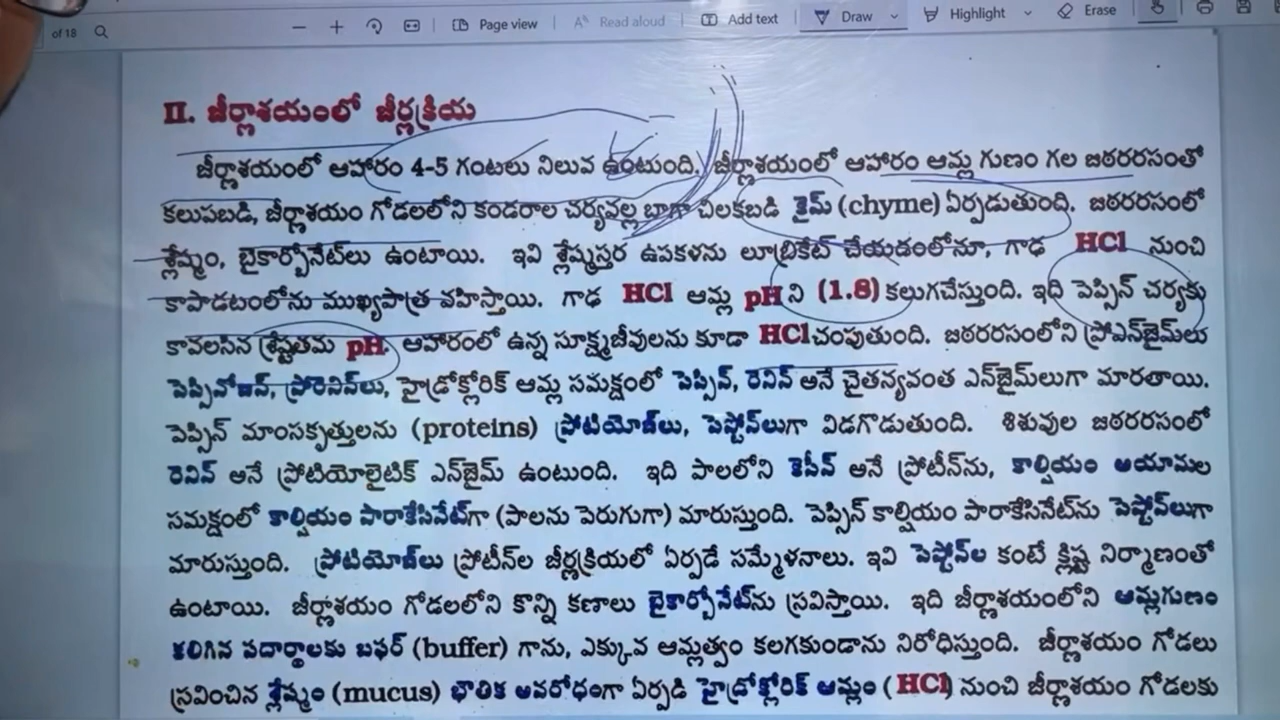 of 18
Page view
Read aloud
Add text
Draw
Highlight
Erase
II. జీర్ణాశయంలో జీర్ణక్రియ
జీర్ణాశయంలో ఆహారం 4-5 గంటలు నిలువ ఉంటుంది. జీర్ణాశయంలో ఆహారం ఆమ్ల గుణం గల జఠరరసంతో
కలుపబడి, జీర్ణాశయం గోడలలోని కండరాల చర్యవల్ల బాగా చిలకబడి కైమ్ (chyme) ఏర్పడుతుంది. జఠరరసంలో
శ్లేష్మం, బైకార్బోనేట్‌లు ఉంటాయి. ఇవి శ్లేష్మస్తర ఉపకళను లూబ్రికేట్ చేయడంలోనూ, గాఢ HCl నుంచి
కాపాడటంలోను ముఖ్యపాత్ర వహిస్తాయి. గాఢ HCl ఆమ్ల pH ని (1.8) కలుగచేస్తుంది. ఇది పెప్సిన్ చర్యకు
కావలసిన శ్రేష్టతమ pH. ఆహారంలో ఉన్న సూక్ష్మజీవులను కూడా HCl చంపుతుంది. జఠరరసంలోని ప్రోఎన్‌జైమ్‌లు
పెప్సినోజన్, ప్రోరెనిన్‌లు, హైడ్రోక్లోరిక్ ఆమ్ల సమక్షంలో పెప్సిన్, రెనిన్ అనే చైతన్యవంత ఎన్‌జైమ్‌లుగా మారతాయి.
పెప్సిన్ మాంసకృత్తులను (proteins) ప్రోటియోజ్‌లు, పెప్టోన్‌లుగా విడగొడుతుంది. శిశువుల జఠరరసంలో
రెనిన్ అనే ప్రోటియోలైటిక్ ఎన్‌జైమ్ ఉంటుంది. ఇది పాలలోని కెసీన్ అనే ప్రోటీన్‌ను, కాల్షియం అయాముల
సమక్షంలో కాల్షియం పారాకేసినేట్‌గా (పాలను పెరుగుగా) మారుస్తుంది. పెప్సిన్ కాల్షియం పారాకేసినేట్‌ను పెప్టోన్‌లుగా
మారుస్తుంది. ప్రోటియోజ్‌లు ప్రోటీన్‌ల జీర్ణక్రియలో ఏర్పడే సమ్మేళనాలు. ఇవి పెప్టోన్‌ల కంటే క్లిష్ట నిర్మాణంతో
ఉంటాయి. జీర్ణాశయం గోడలలోని కొన్ని కణాలు బైకార్బోనేట్‌ను స్రవిస్తాయి. ఇది జీర్ణాశయంలోని ఆమ్లగుణం
కలిగిన పదార్థాలకు బఫర్ (buffer) గాను, ఎక్కువ ఆమ్లత్వం కలగకుండాను నిరోధిస్తుంది. జీర్ణాశయం గోడలు
స్రవించిన శ్లేష్మం (mucus) భౌతిక అవరోధంగా ఏర్పడి హైడ్రోక్లోరిక్ ఆమ్లం (HCl) నుంచి జీర్ణాశయం గోడలకు